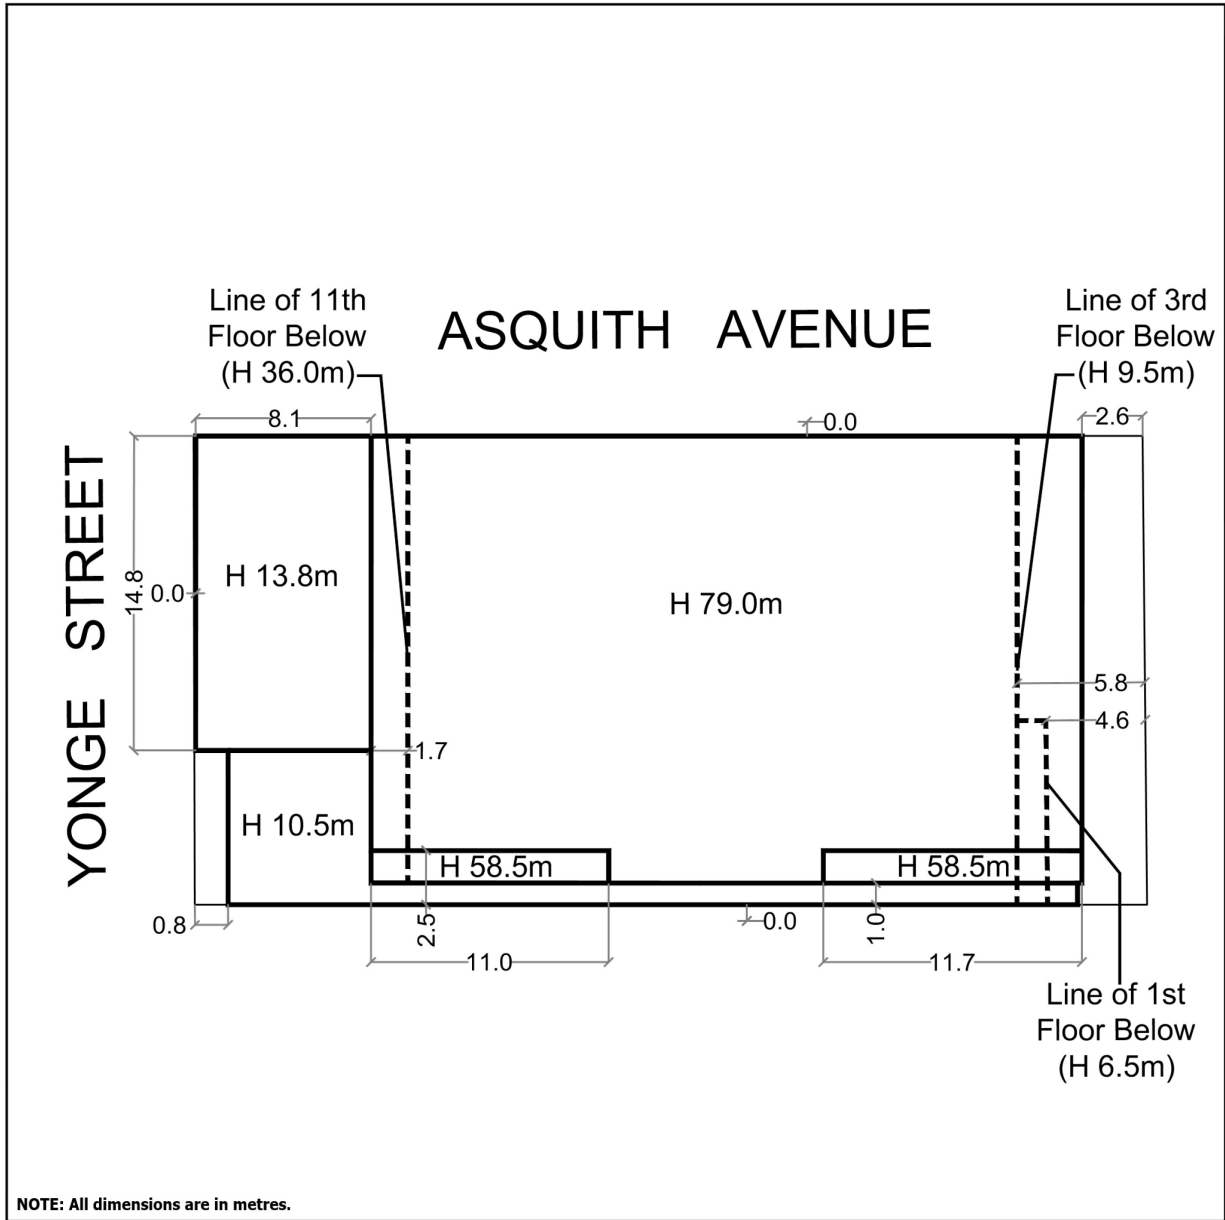 Line of 11th
Floor Below
(H 36.0m)
ASQUITH AVENUE
Line of 3rd
Floor Below
(H 9.5m)
8.1
0.0
2.6
YONGE STREET
14.8
0.0
H 13.8m
H 79.0m
5.8
4.6
1.7
H 10.5m
H 58.5m
H 58.5m
0.8
2.5
0.0
1.0
11.0
11.7
Line of 1st
Floor Below
(H 6.5m)
NOTE: All dimensions are in metres.